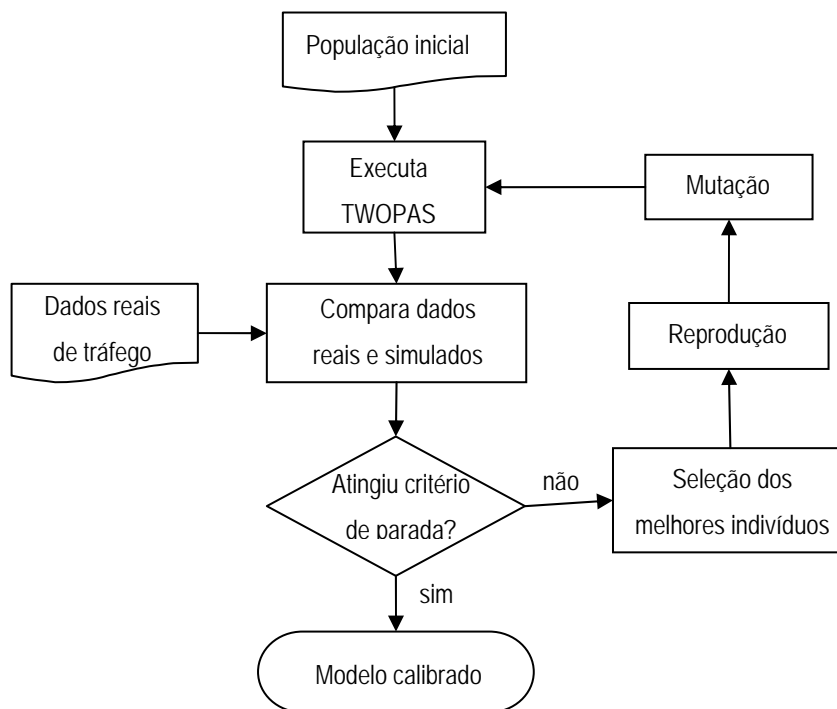 População inicial
Executa
TWOPAS
Mutação
Dados reais
de tráfego
Compara dados
reais e simulados
Reprodução
Atingiu critério
de parada?
não
Seleção dos
melhores indivíduos
sim
Modelo calibrado